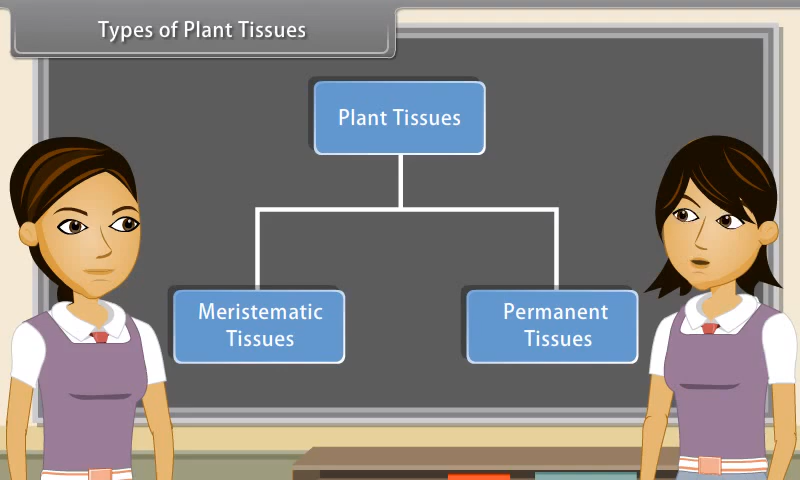 Types of Plant Tissues
Plant Tissues
Meristematic
Tissues
Permanent
Tissues